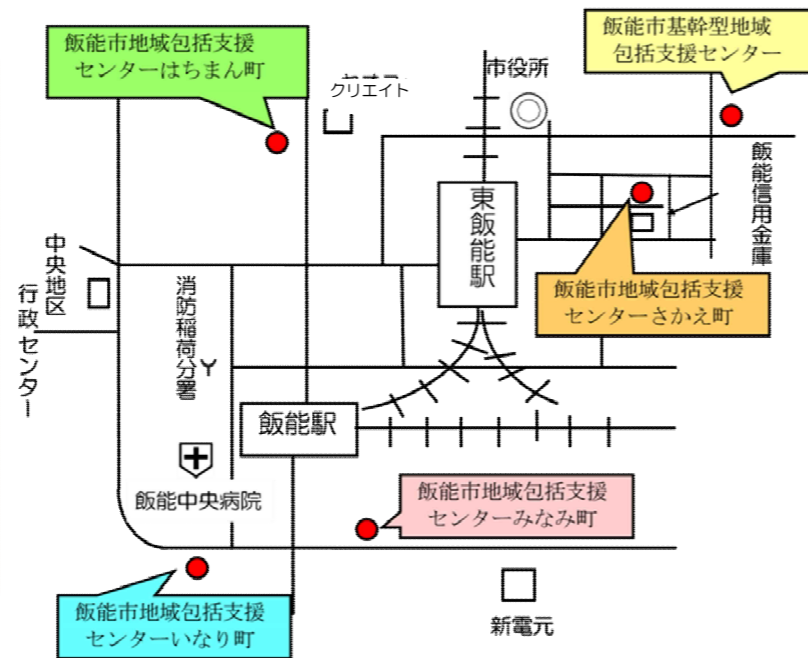 飯能市地域包括支援
センターはちまん町
クリエイト
市役所
飯能市基幹型地域
包括支援センター
東飯能駅
飯能信用金庫
中央地区
行政センター
消防稲荷分署
飯能市地域包括支援
センターさかえ町
飯能駅
飯能中央病院
飯能市地域包括支援
センターみなみ町
飯能市地域包括支援
センターいなり町
新電元